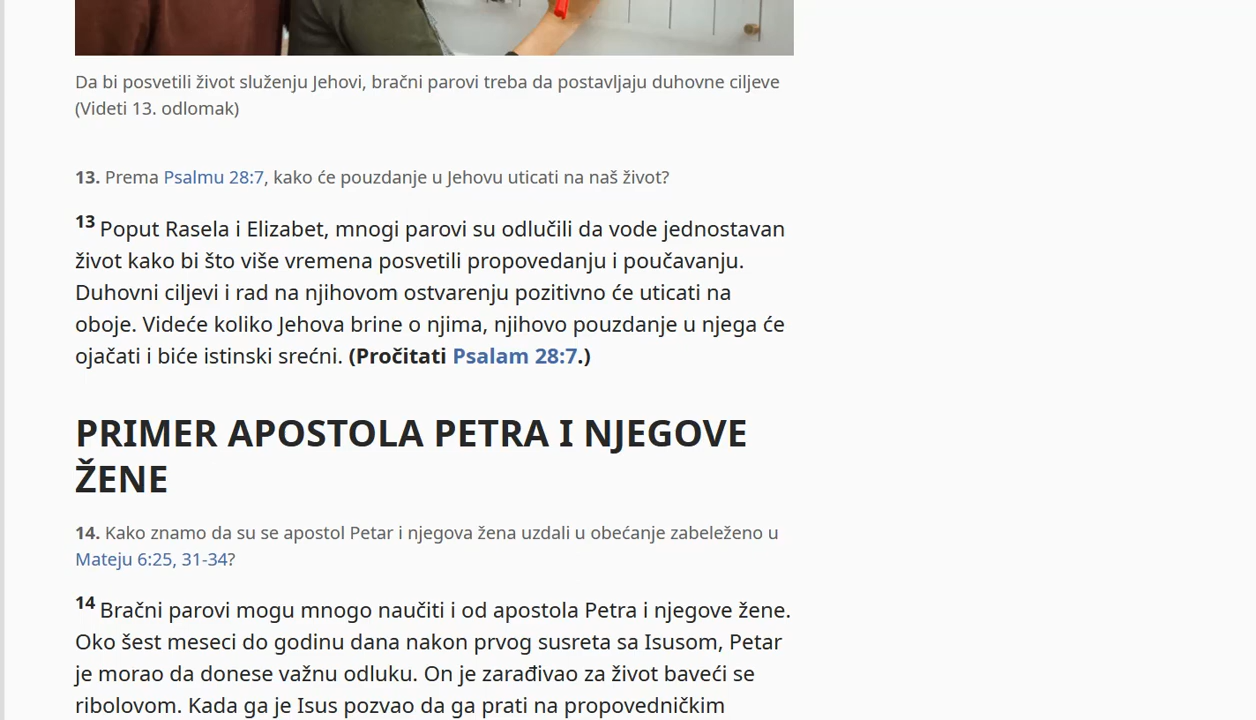 Da bi posvetili život služenju Jehovi, bračni parovi treba da postavljaju duhovne ciljeve
(Videti 13. odlomak)
13. Prema Psalmu 28:7, kako će pouzdanje u Jehovu uticati na naš život?
13 Poput Rasela i Elizabet, mnogi parovi su odlučili da vode jednostavan
život kako bi što više vremena posvetili propovedanju i poučavanju.
Duhovni ciljevi i rad na njihovom ostvarenju pozitivno će uticati na
oboje. Videće koliko Jehova brine o njima, njihovo pouzdanje u njega će
ojačati i biće istinski srećni. (Pročitati Psalam 28:7.)
PRIMER APOSTOLA PETRA I NJEGOVE
ŽENE
14. Kako znamo da su se apostol Petar i njegova žena uzdali u obećanje zabeleženo u
Mateju 6:25, 31-34?
14 Bračni parovi mogu mnogo naučiti i od apostola Petra i njegove žene.
Oko šest meseci do godinu dana nakon prvog susreta sa Isusom, Petar
je morao da donese važnu odluku. On je zarađivao za život baveći se
ribolovom. Kada ga je Isus pozvao da ga prati na propovedničkim